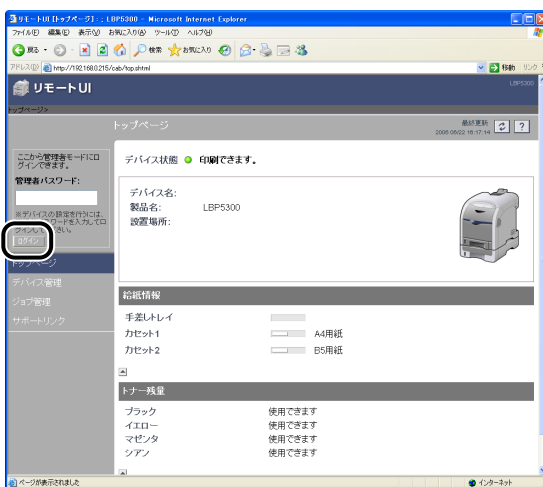 リモートUI [トップページ] : ; LBP5300 - Microsoft Internet Explorer
ファイル(F) 編集(E) 表示(V) お気に入り(A) ツール(T) ヘルプ(H)
戻る 検索 お気に入り
アドレス(D) http://192.168.0.215/cab/top.shtml 移動 リンク
リモートUI
LBP5300
トップページ>
トップページ
最終更新
2006 06/22 16:17:14
ここから管理者モードにロ
グインできます。
管理者パスワード:
※デバイスの設定を行うには、
ログイン
トップページ
デバイス管理
ジョブ管理
サポートリンク
デバイス状態 印刷できます。
デバイス名:
製品名: LBP5300
設置場所:
給紙情報
手差しトレイ
カセット1 A4用紙
カセット2 B5用紙
トナー残量
ブラック 使用できます
イエロー 使用できます
マゼンタ 使用できます
シアン 使用できます
ページが表示されました インターネット